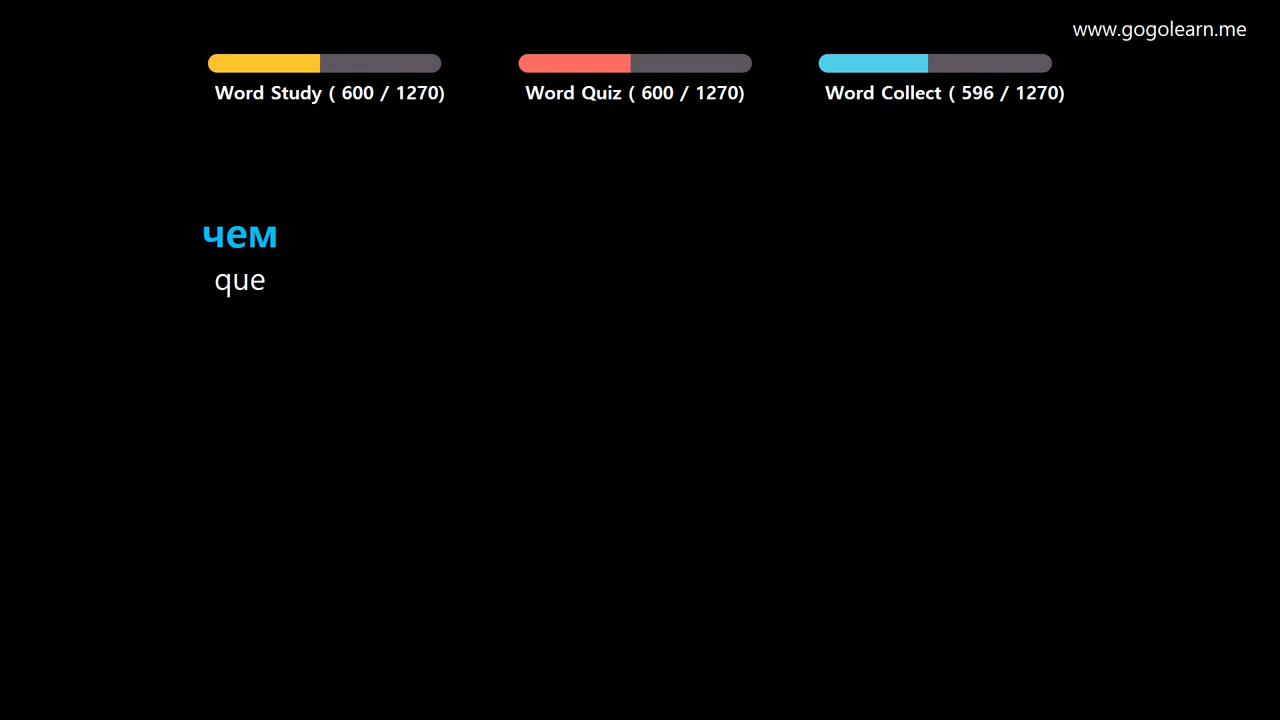 www.gogolearn.me
Word Study ( 600 / 1270)
Word Quiz ( 600 / 1270)
Word Collect ( 596 / 1270)
чем
que